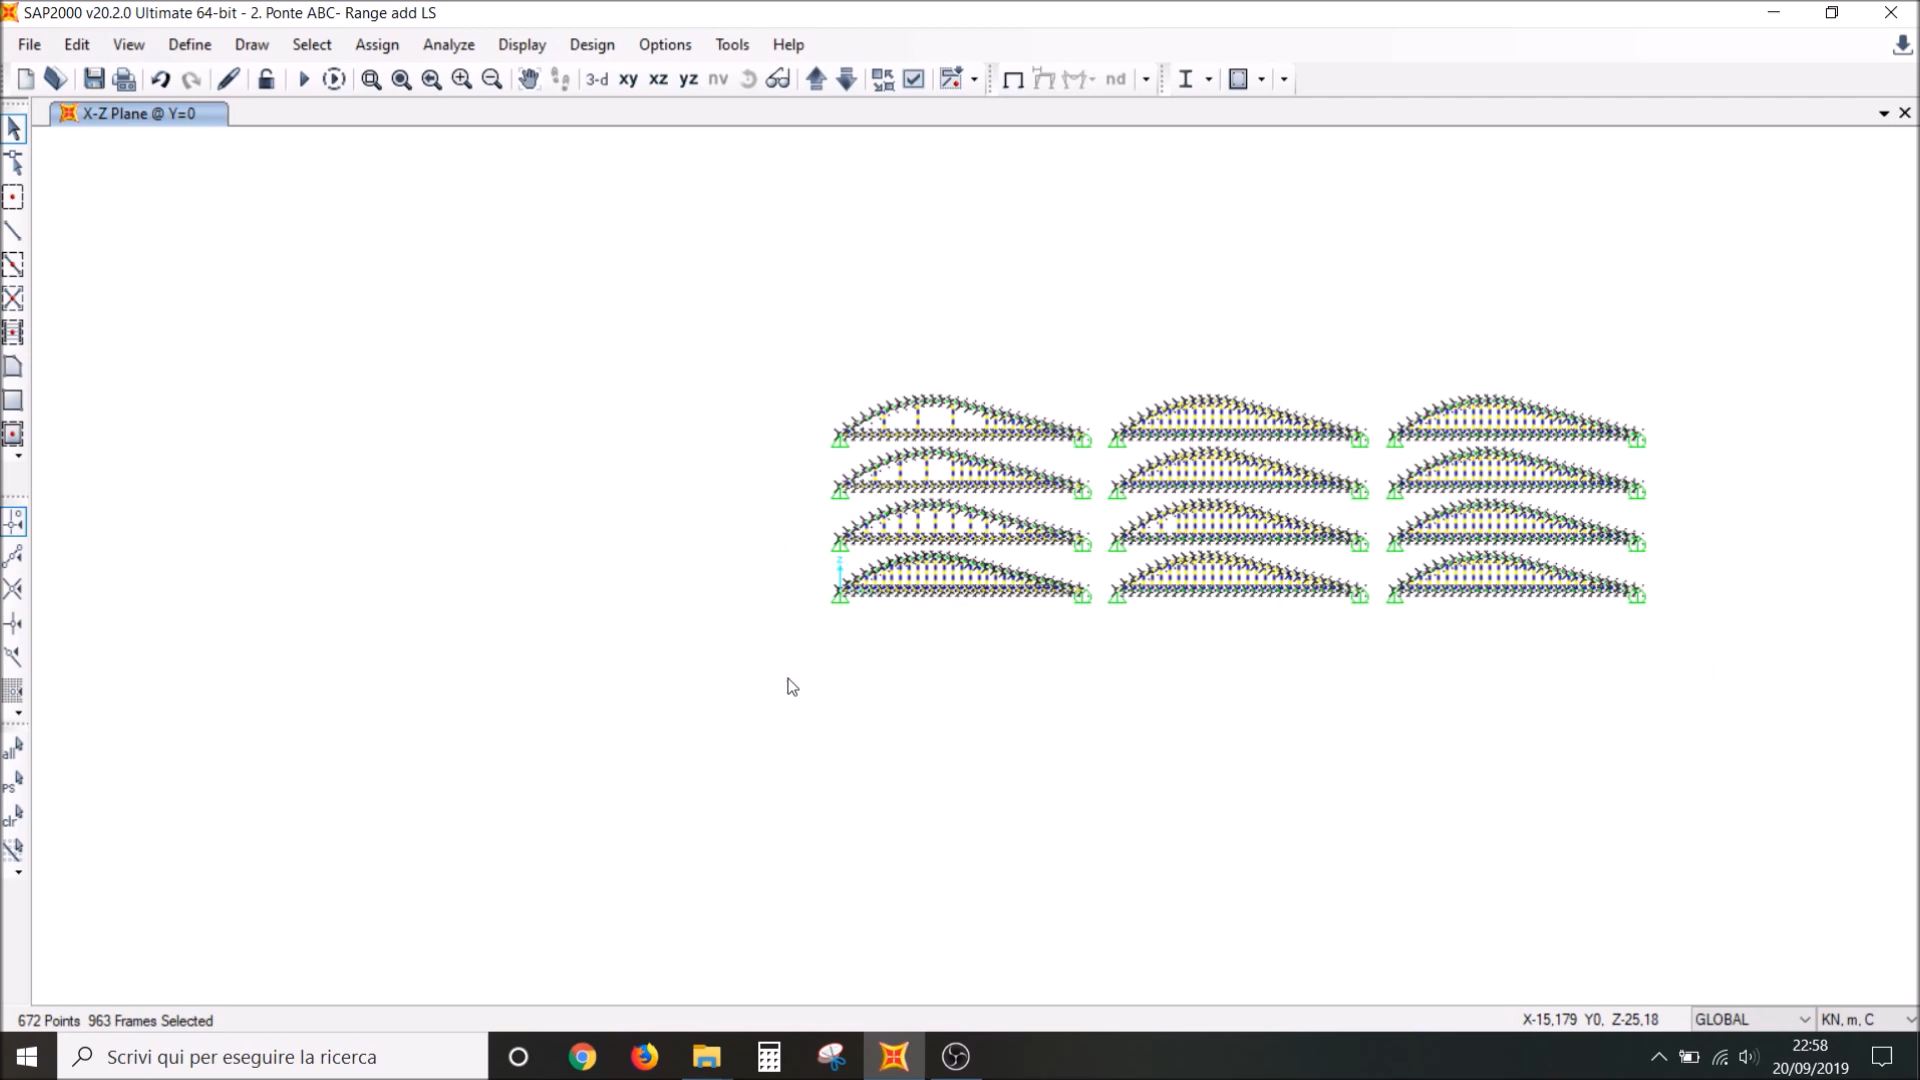 SAP2000 v20.2.0 Ultimate 64-bit - 2. Ponte ABC- Range add LS
File Edit View Define Draw Select Assign Analyze Display Design Options Tools Help
3-d xy xz yz nv nd
X-Z Plane @ Y=0
Z
all
PS
clr
672 Points 963 Frames Selected
X-15,179 Y0, Z-25,18
GLOBAL
KN, m, C
Scrivi qui per eseguire la ricerca
22:58
20/09/2019